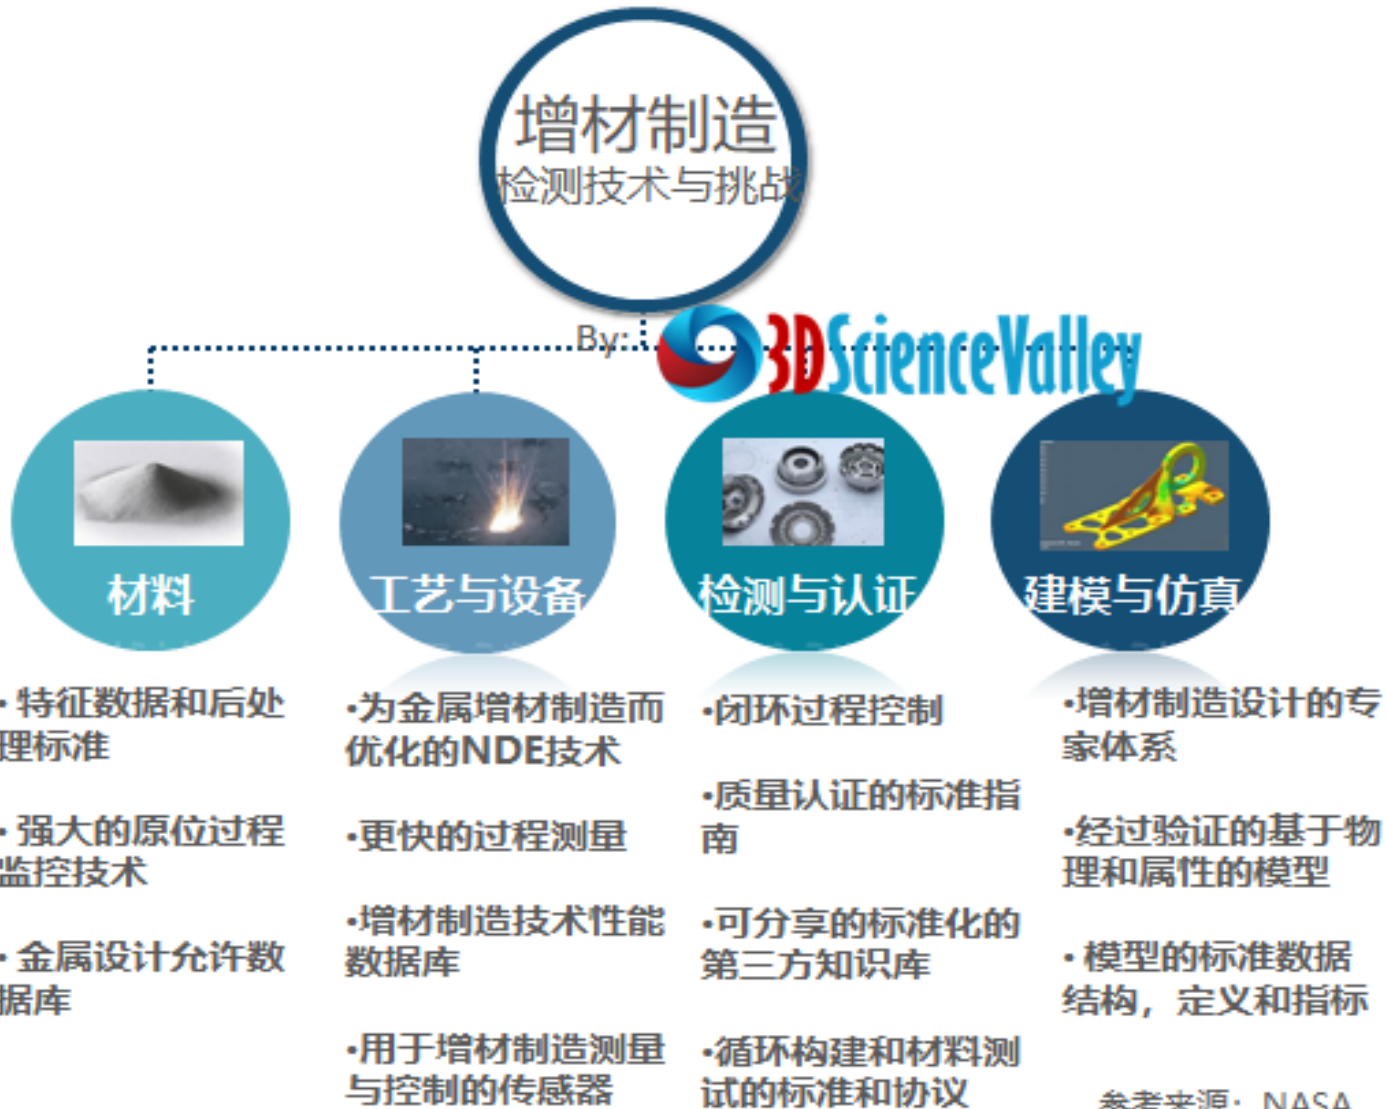 增材制造
检测技术与挑战
By:
3DScienceValley
材料
工艺与设备
检测与认证
建模与仿真
• 特征数据和后处
理标准
• 强大的原位过程
监控技术
• 金属设计允许数
据库
•为金属增材制造而
优化的NDE技术
•更快的过程测量
•增材制造技术性能
数据库
•用于增材制造测量
与控制的传感器
•闭环过程控制
•质量认证的标准指
南
•可分享的标准化的
第三方知识库
•循环构建和材料测
试的标准和协议
•增材制造设计的专
家体系
•经过验证的基于物
理和属性的模型
• 模型的标准数据
结构，定义和指标
参考来源：NASA